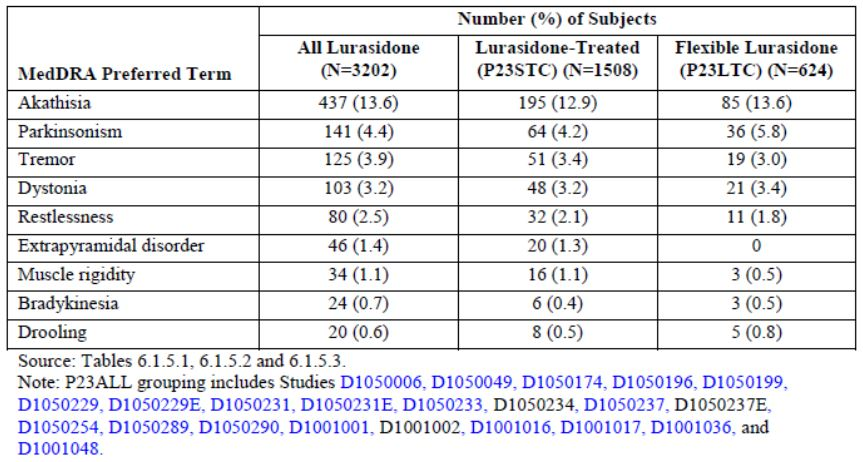 Number (%) of Subjects
MedDRA Preferred Term All Lurasidone (N=3202) Lurasidone-Treated (P23STC) (N=1508) Flexible Lurasidone (P23LTC) (N=624)
Akathisia 437 (13.6) 195 (12.9) 85 (13.6)
Parkinsonism 141 (4.4) 64 (4.2) 36 (5.8)
Tremor 125 (3.9) 51 (3.4) 19 (3.0)
Dystonia 103 (3.2) 48 (3.2) 21 (3.4)
Restlessness 80 (2.5) 32 (2.1) 11 (1.8)
Extrapyramidal disorder 46 (1.4) 20 (1.3) 0
Muscle rigidity 34 (1.1) 16 (1.1) 3 (0.5)
Bradykinesia 24 (0.7) 6 (0.4) 3 (0.5)
Drooling 20 (0.6) 8 (0.5) 5 (0.8)
Source: Tables 6.1.5.1, 6.1.5.2 and 6.1.5.3.
Note: P23ALL grouping includes Studies D1050006, D1050049, D1050174, D1050196, D1050199,
D1050229, D1050229E, D1050231, D1050231E, D1050233, D1050234, D1050237, D1050237E,
D1050254, D1050289, D1050290, D1001001, D1001002, D1001016, D1001017, D1001036, and
D1001048.